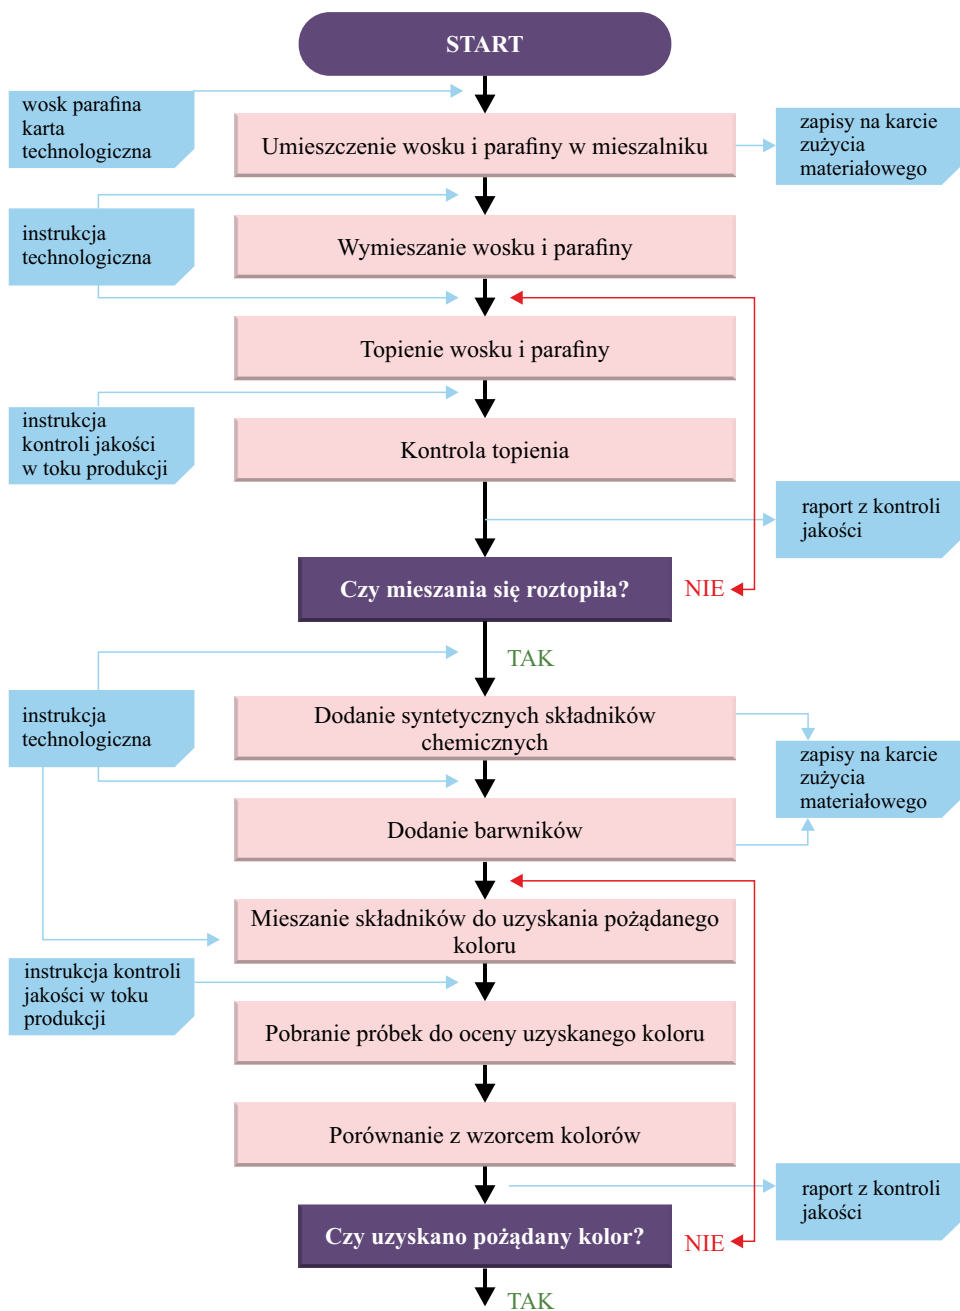 START
wosk parafina
karta
technologiczna
Umieszczenie wosku i parafiny w mieszalniku
zapisy na karcie
zużycia
materiałowego
instrukcja
technologiczna
Wymieszanie wosku i parafiny
Topienie wosku i parafiny
instrukcja
kontroli jakości
w toku produkcji
Kontrola topienia
raport z kontroli
jakości
Czy mieszania się roztopiła?
NIE
TAK
instrukcja
technologiczna
Dodanie syntetycznych składników
chemicznych
zapisy na karcie
zużycia
materiałowego
Dodanie barwników
Mieszanie składników do uzyskania pożądanego
koloru
instrukcja kontroli
jakości w toku
produkcji
Pobranie próbek do oceny uzyskanego koloru
Porównanie z wzorcem kolorów
raport z kontroli
jakości
Czy uzyskano pożądany kolor?
NIE
TAK